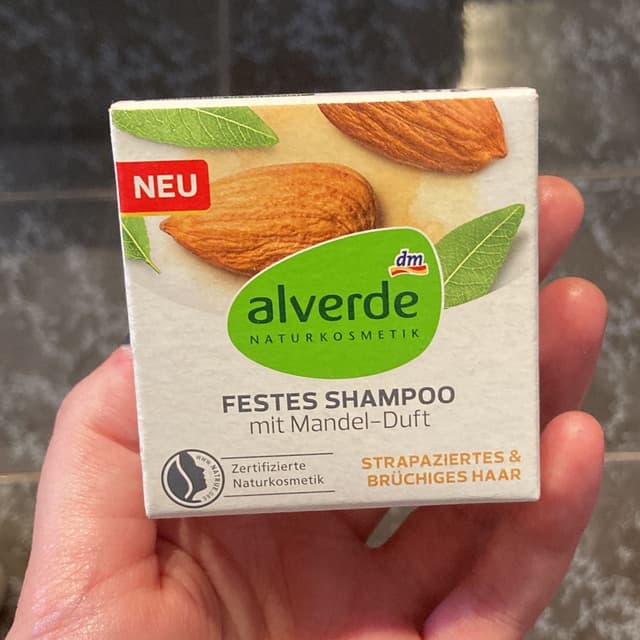 NEU
dm
alverde
NATURKOSMETIK
FESTES SHAMPOO
mit Mandel-Duft
Zertifizierte
Naturkosmetik
STRAPAZIERTES &
BRÜCHIGES HAAR